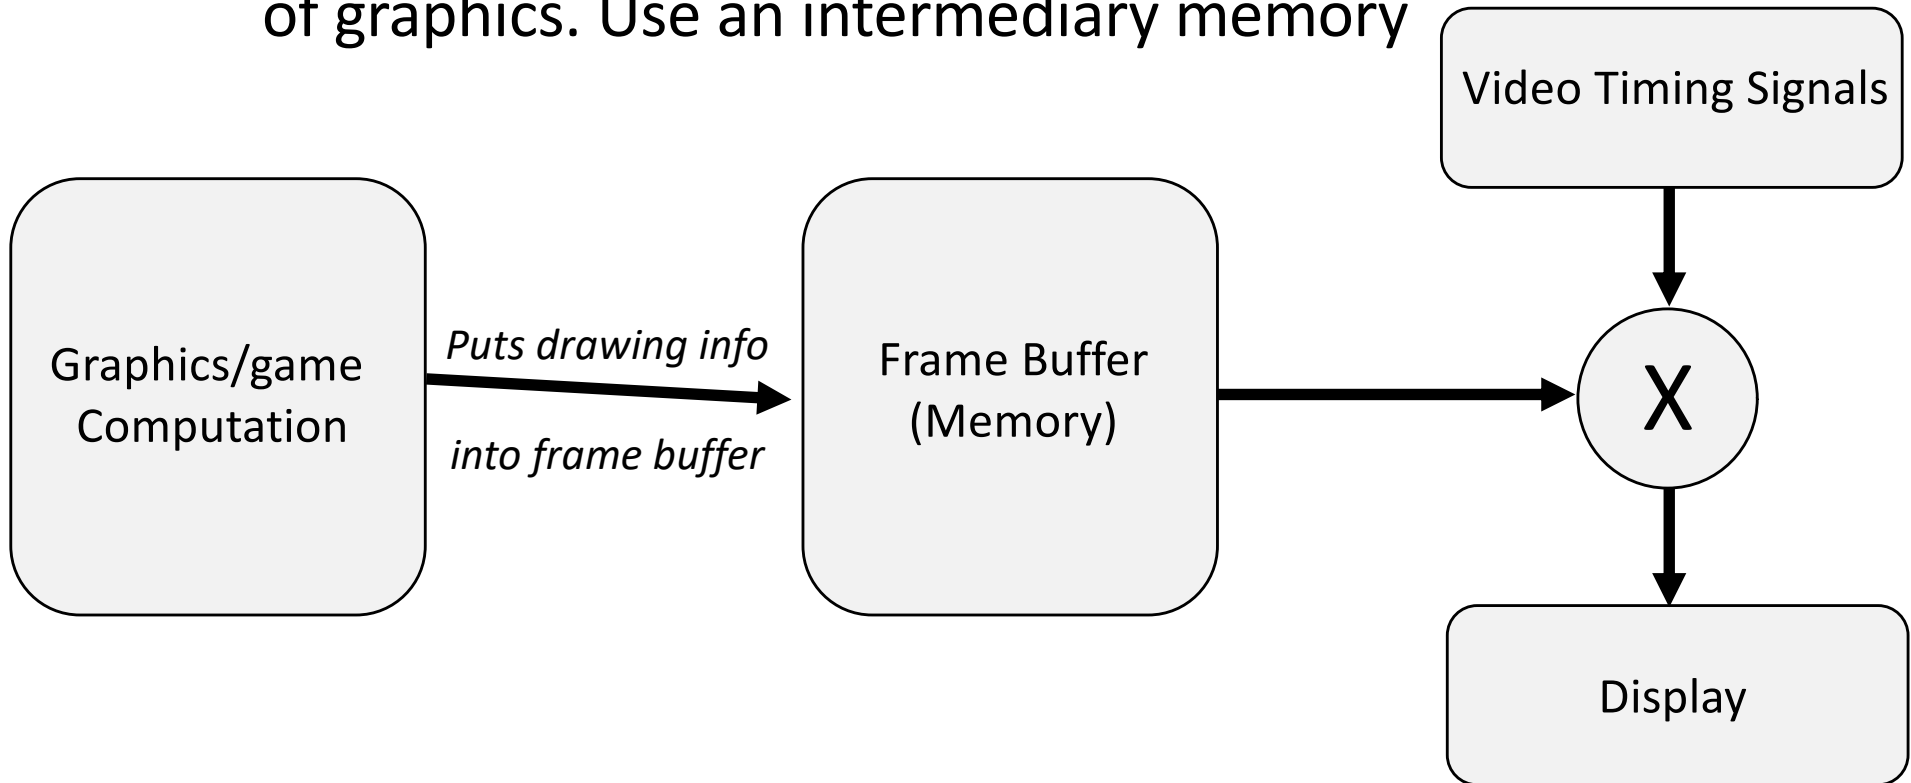 of graphics. Use an intermediary memory
Video Timing Signals
Graphics/game
Computation
Puts drawing info
into frame buffer
Frame Buffer
(Memory)
X
Display